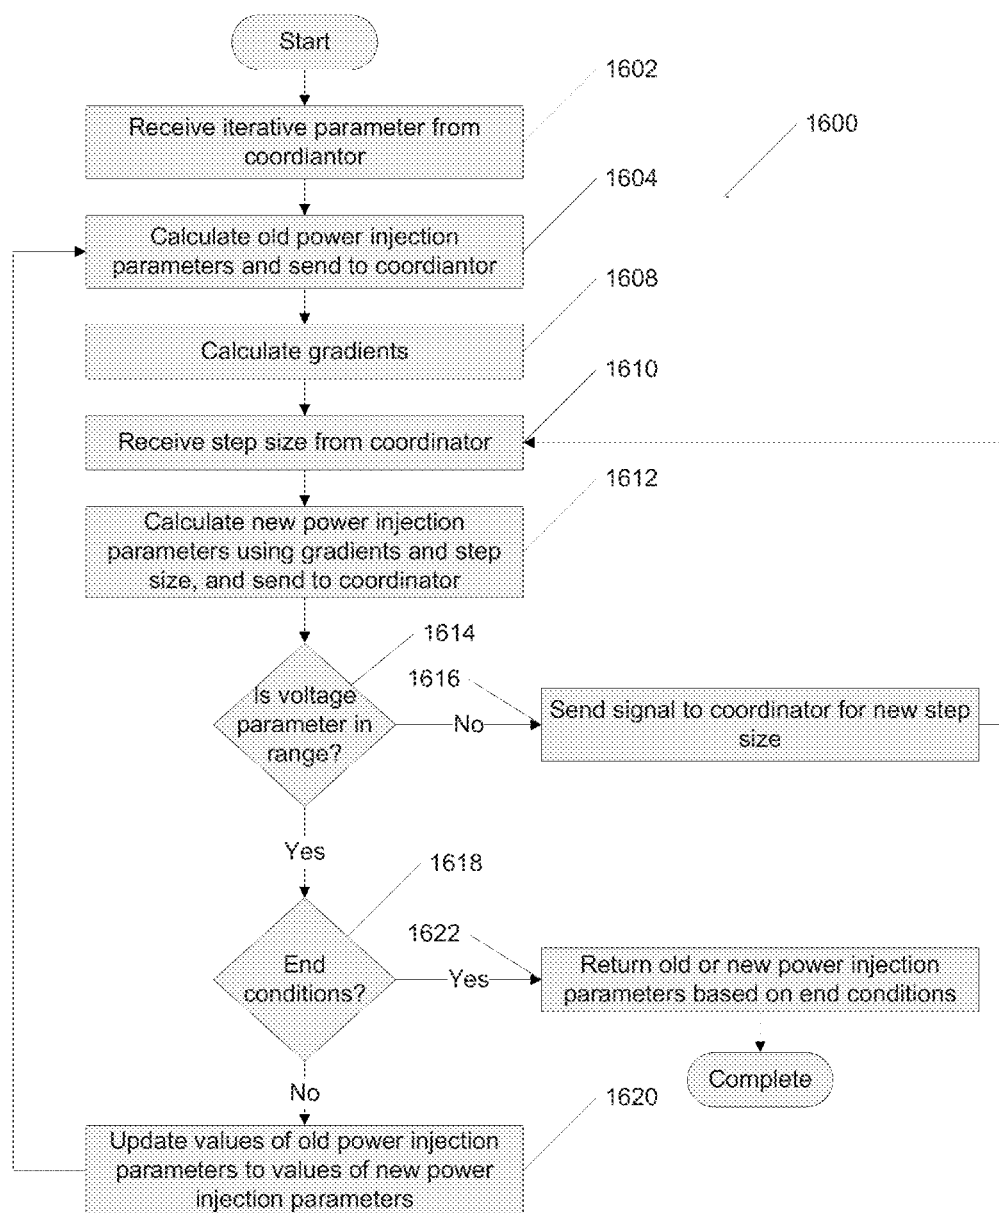 Start
1602
Receive iterative parameter from
coordiantor
1600
1604
Calculate old power injection
parameters and send to coordiantor
1608
Calculate gradients
1610
Receive step size from coordinator
1612
Calculate new power injection
parameters using gradients and step
size, and send to coordinator
1614
Is voltage
parameter in
range?
No
1616
Send signal to coordinator for new step
size
Yes
1618
End
conditions?
Yes
1622
Return old or new power injection
parameters based on end conditions
Complete
No
1620
Update values of old power injection
parameters to values of new power
injection parameters